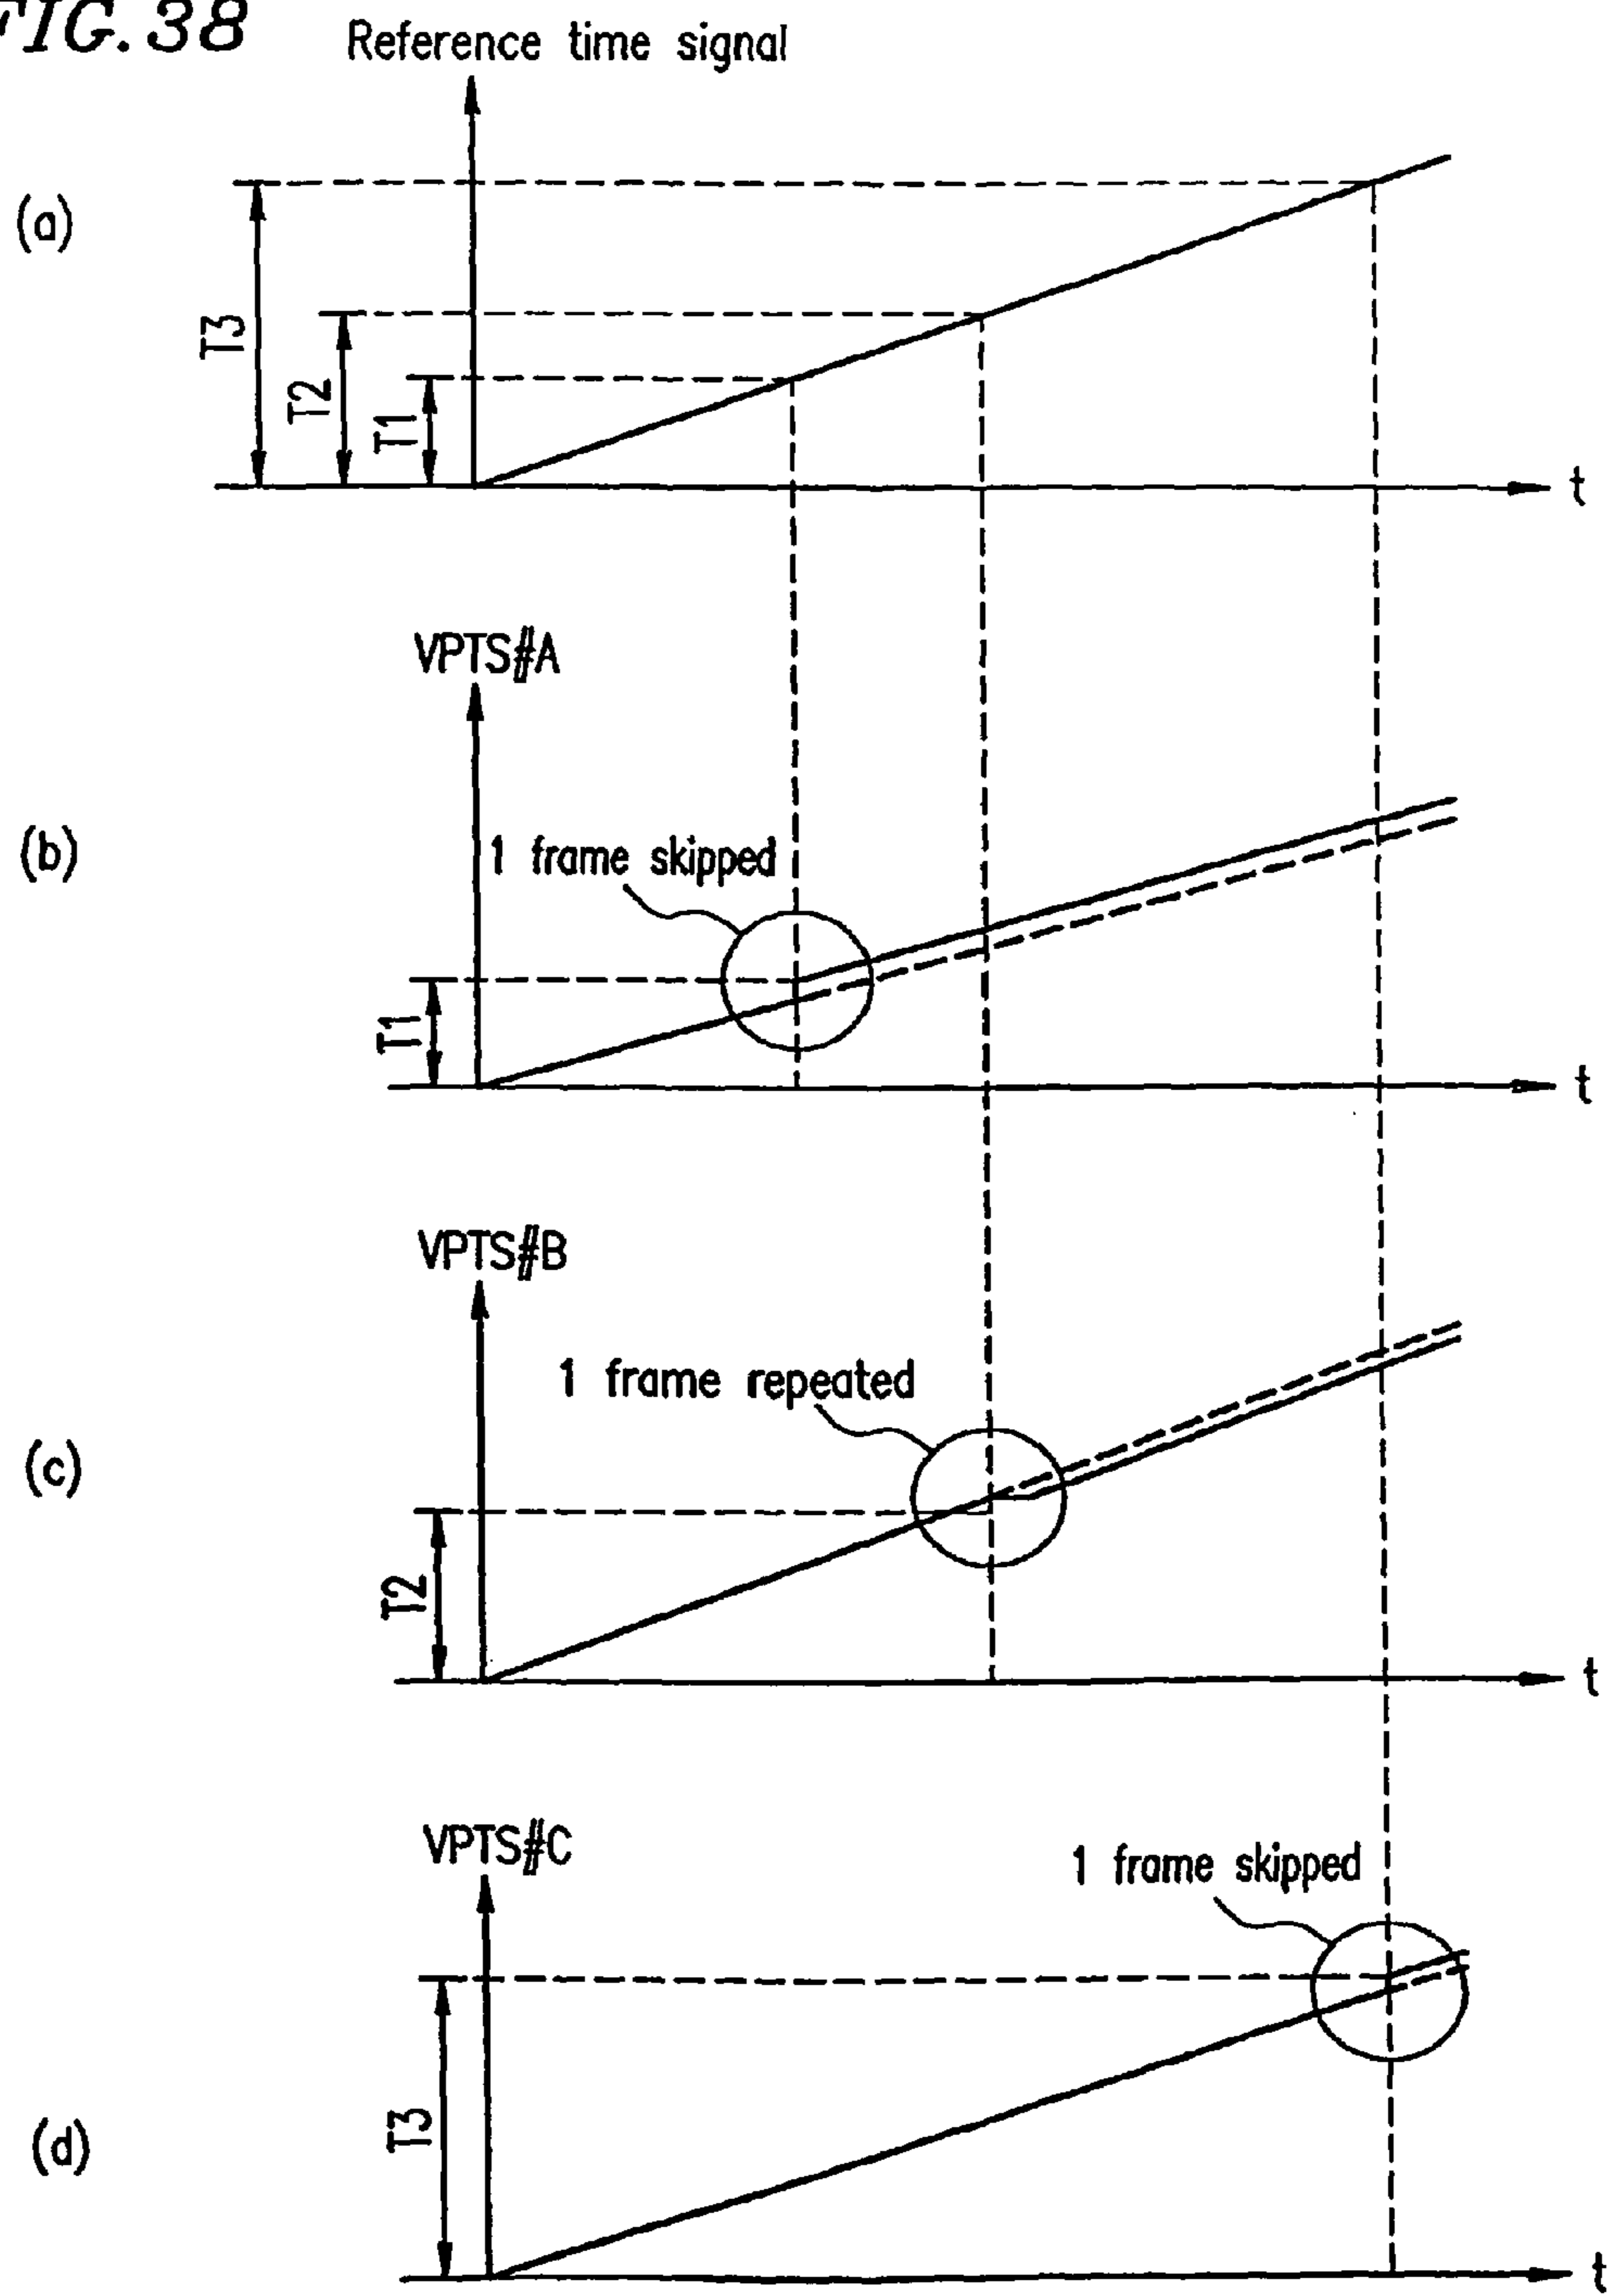 FIG. 38
Reference time signal
(a)
T3
T2
T1
t
VPTS#A
(b)
1 frame skipped
T1
t
VPTS#B
1 frame repeated
(c)
T2
t
VPTS#C
1 frame skipped
(d)
T3
t